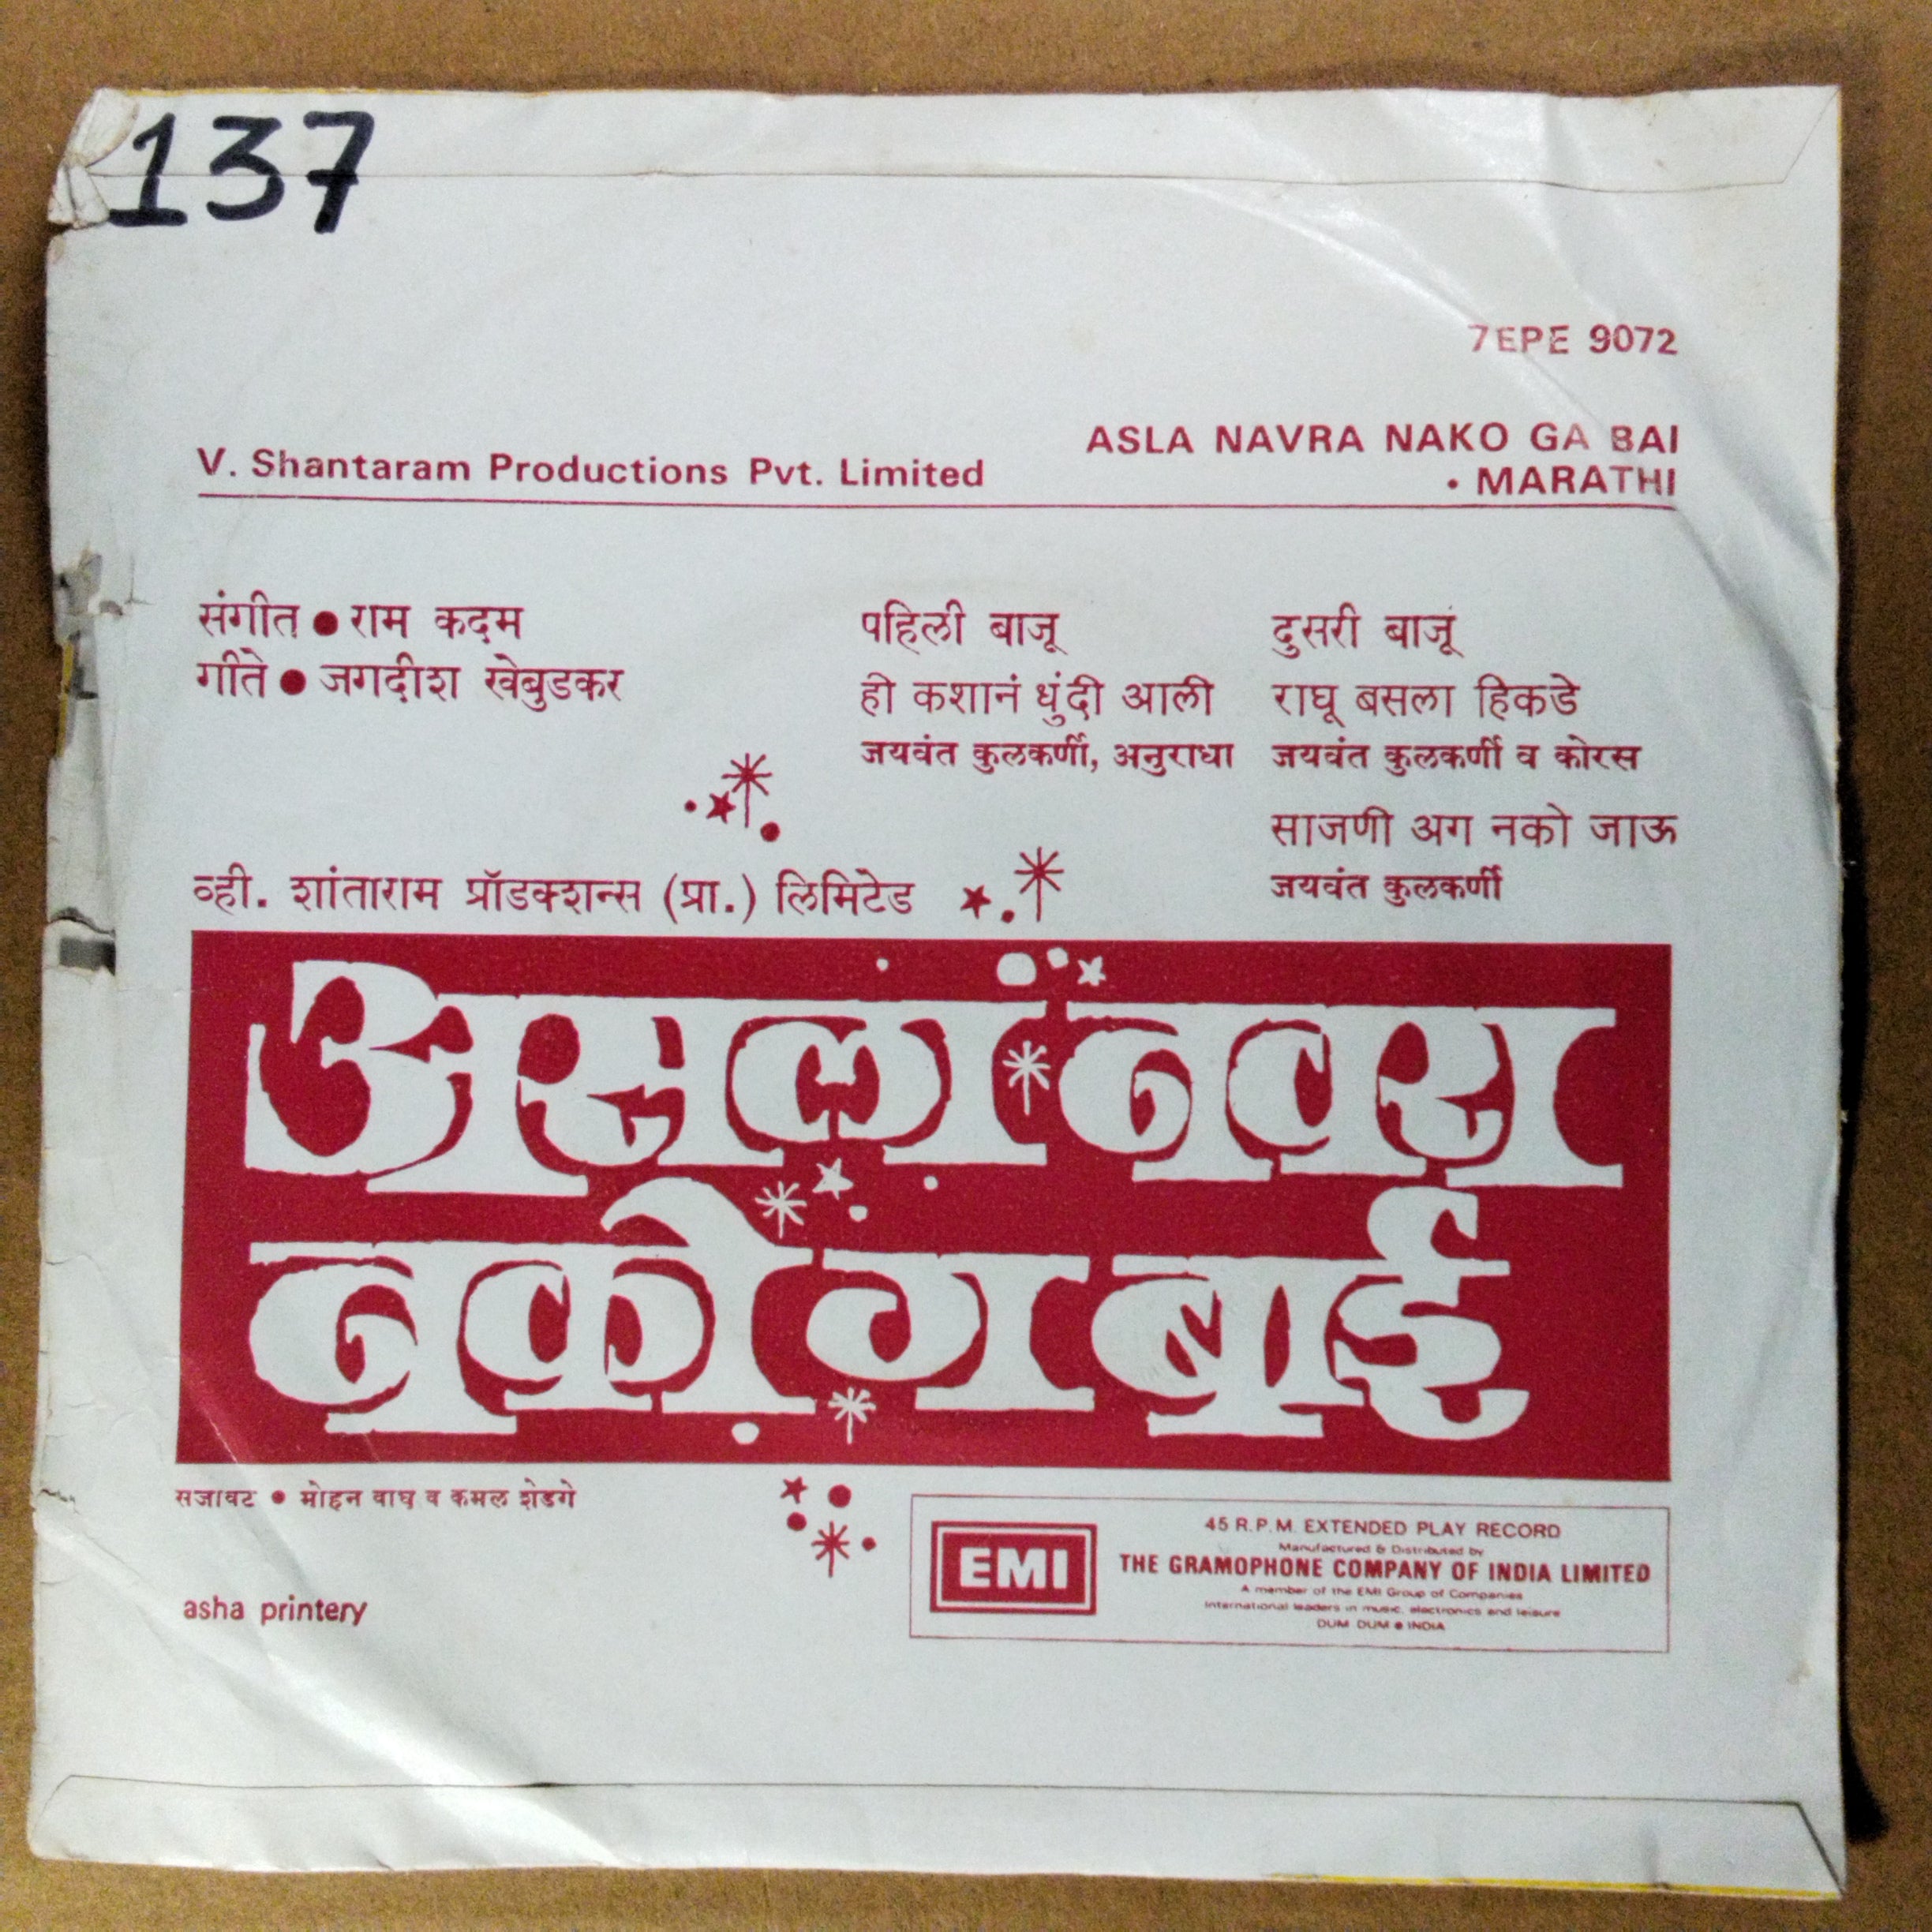 137
7EPE 9072
V. Shantaram Productions Pvt. Limited
ASLA NAVRA NAKO GA BAI
• MARATHI
संगीत ● राम कदम
गीते ● जगदीश खेबुडकर
पहिली बाजू
ही कशानं धुंदी आली
जयवंत कुलकर्णी, अनुराधा
दुसरी बाजू
राघू बसला हिकडे
जयवंत कुलकर्णी व कोरस
साजणी अग नको जाऊ
जयवंत कुलकर्णी
व्ही. शांताराम प्रॉडक्शन्स (प्रा.) लिमिटेड
असला नवरा
नको ग बाई
सजावट ● मोहन वाघ व कमल शेडगे
asha printery
EMI
45 R.P.M. EXTENDED PLAY RECORD
Manufactured & Distributed by
THE GRAMOPHONE COMPANY OF INDIA LIMITED
A member of the EMI Group of Companies
International leaders in music, electronics and leisure
DUM DUM ● INDIA